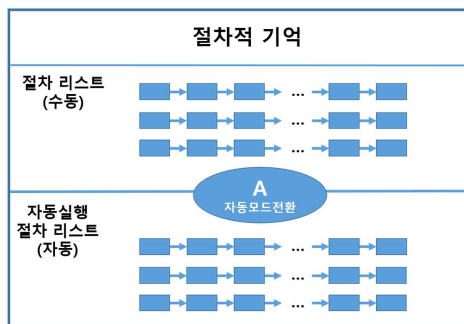 절차적 기억
절차 리스트
(수동)
...
...
...
A
자동모드전환
자동실행
절차 리스트
(자동)
...
...
...